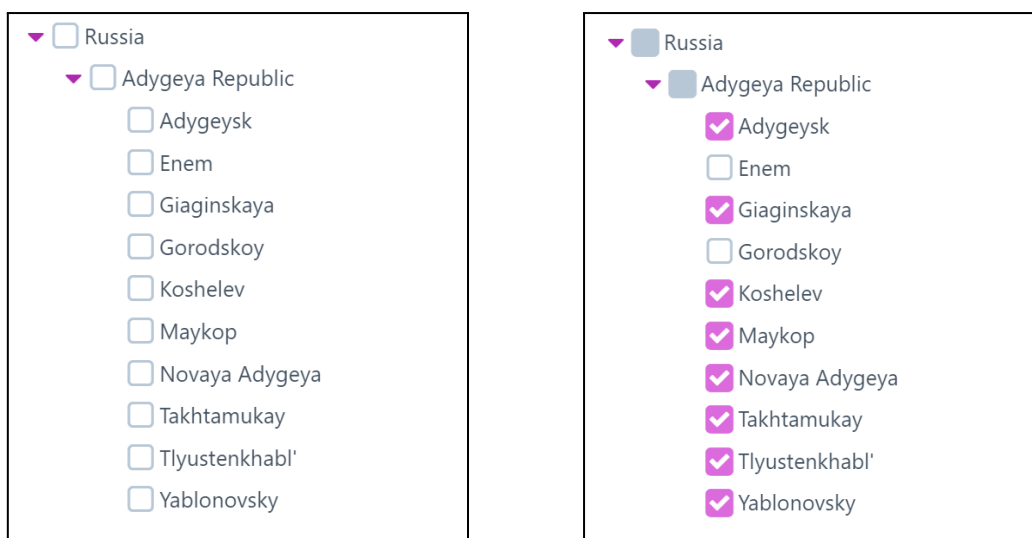 Russia
Adygeya Republic
Adygeysk
Enem
Giaginskaya
Gorodskoy
Koshelev
Maykop
Novaya Adygeya
Takhtamukay
Tlyustenkhabl'
Yablonovsky
Russia
Adygeya Republic
Adygeysk
Enem
Giaginskaya
Gorodskoy
Koshelev
Maykop
Novaya Adygeya
Takhtamukay
Tlyustenkhabl'
Yablonovsky